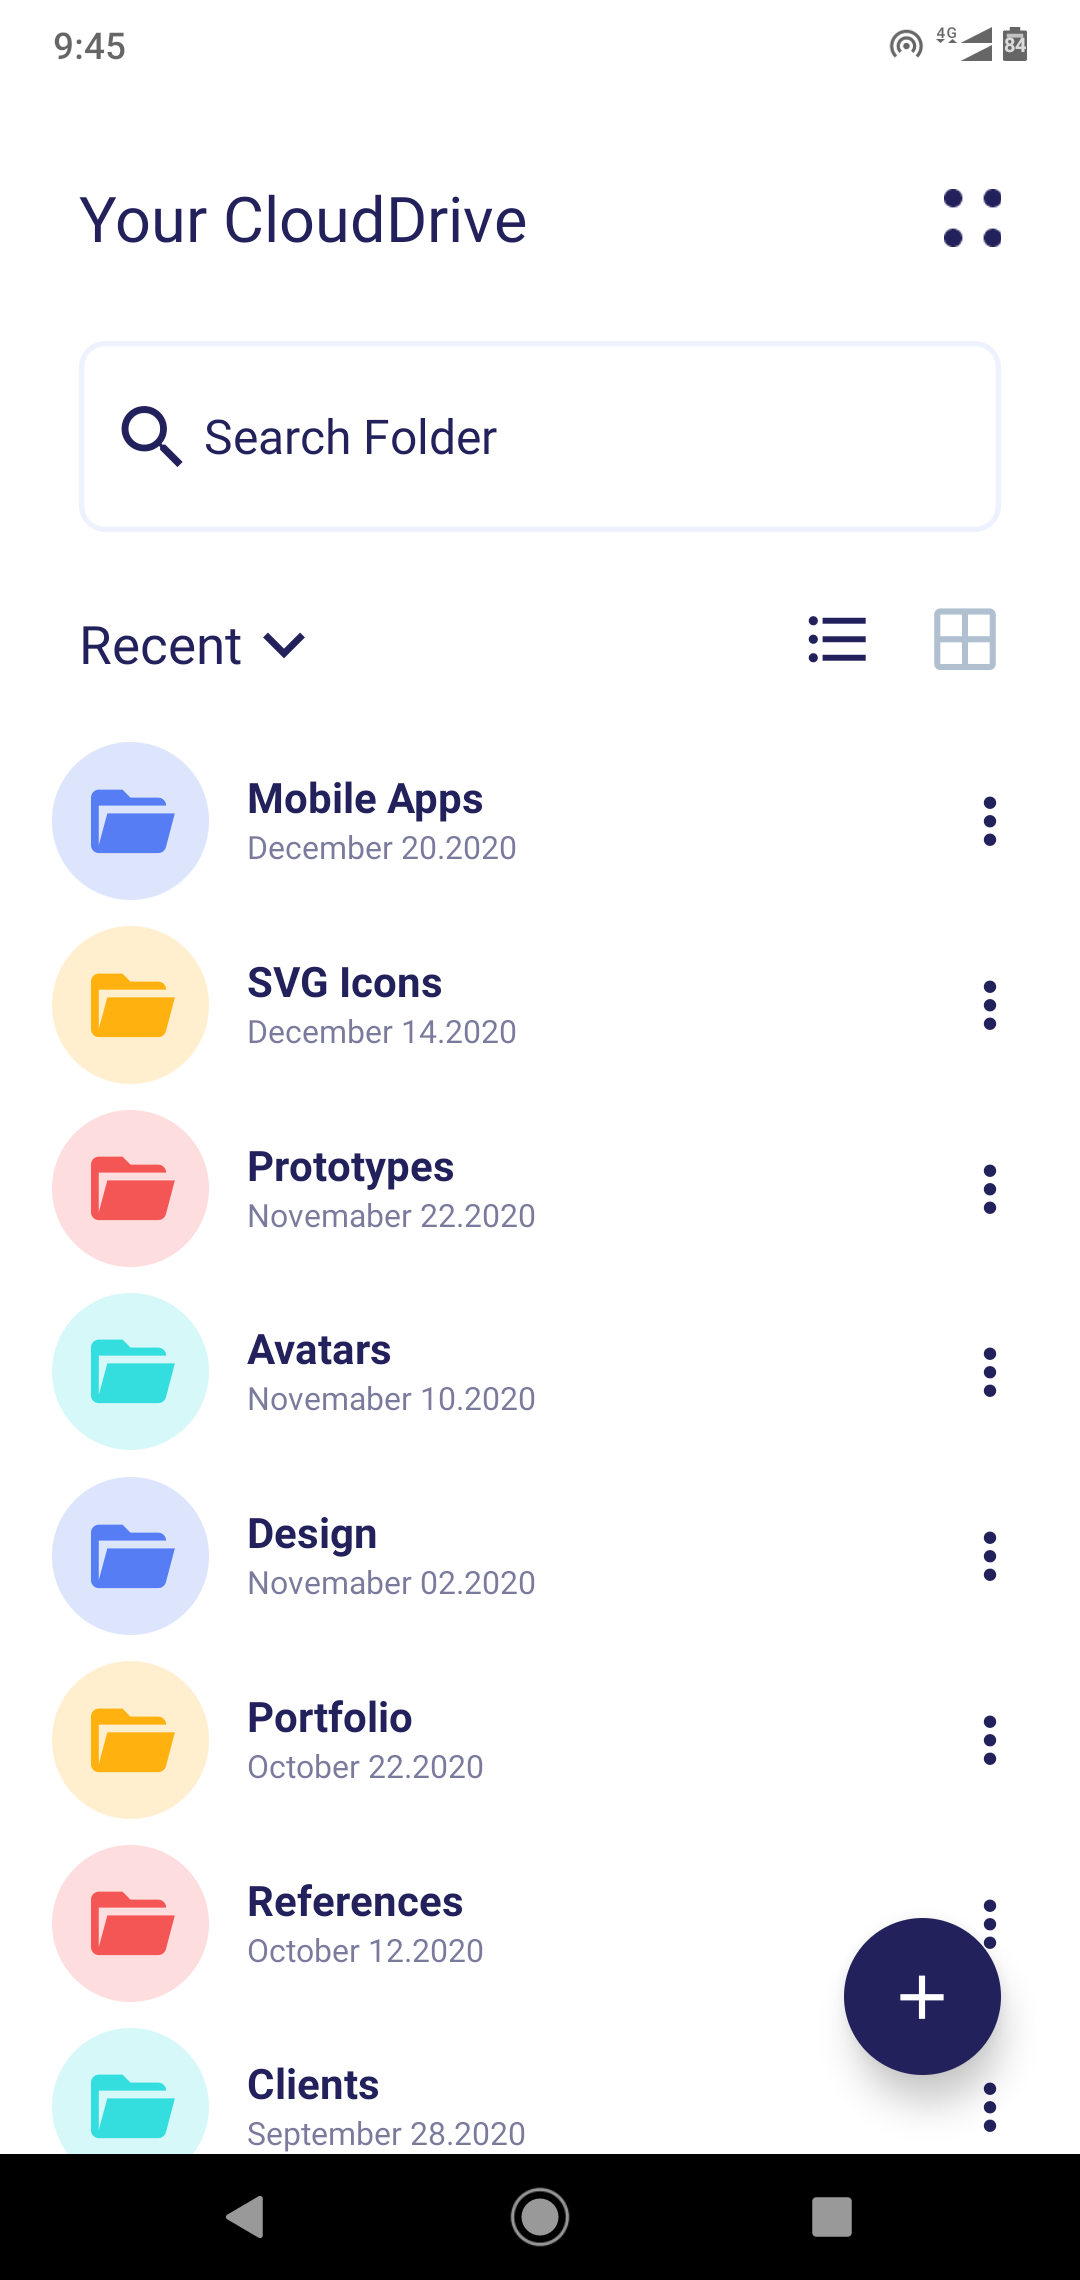 9:45
4G
84
Your CloudDrive
Search Folder
Recent
Mobile Apps
December 20.2020
SVG Icons
December 14.2020
Prototypes
Novemaber 22.2020
Avatars
Novemaber 10.2020
Design
Novemaber 02.2020
Portfolio
October 22.2020
References
October 12.2020
Clients
September 28.2020